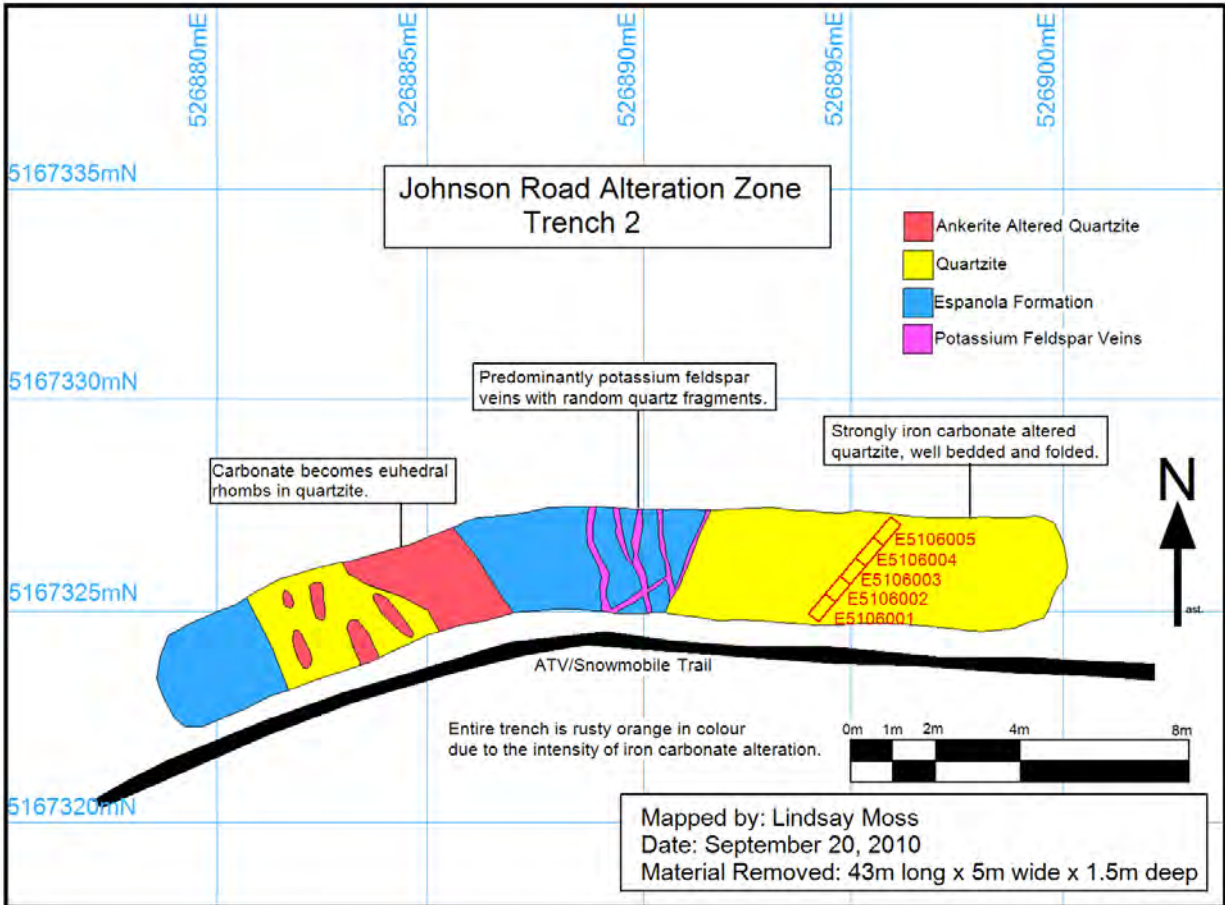 526880mE
526885mE
526890mE
526895mE
526900mE
5167335mN
Johnson Road Alteration Zone
Trench 2
Ankerite Altered Quartzite
Quartzite
Espanola Formation
Potassium Feldspar Veins
5167330mN
Predominantly potassium feldspar
veins with random quartz fragments.
Strongly iron carbonate altered
quartzite, well bedded and folded.
Carbonate becomes euhedral
rhombs in quartzite.
N
E5106005
E5106004
E5106003
E5106002
E5106001
5167325mN
ast.
ATV/Snowmobile Trail
Entire trench is rusty orange in colour
due to the intensity of iron carbonate alteration.
0m 1m 2m 4m 8m
5167320mN
Mapped by: Lindsay Moss
Date: September 20, 2010
Material Removed: 43m long x 5m wide x 1.5m deep